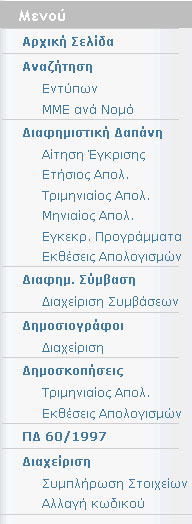 Μενού
Αρχική Σελίδα
Αναζήτηση
Εντύπων
ΜΜΕ ανά Νομό
Διαφημιστική Δαπάνη
Αίτηση Έγκρισης
Ετήσιος Απολ.
Τριμηνιαίος Απολ.
Μηνιαίος Απολ.
Εγκεκρ. Προγράμματα
Εκθέσεις Απολογισμών
Διαφημ. Σύμβαση
Διαχείριση Συμβάσεων
Δημοσιογράφοι
Διαχείριση
Δημοσκοπήσεις
Τριμηνιαίος Απολ.
Εκθέσεις Απολογισμών
ΠΔ 60/1997
Διαχείριση
Συμπλήρωση Στοιχείων
Αλλαγή κωδικού